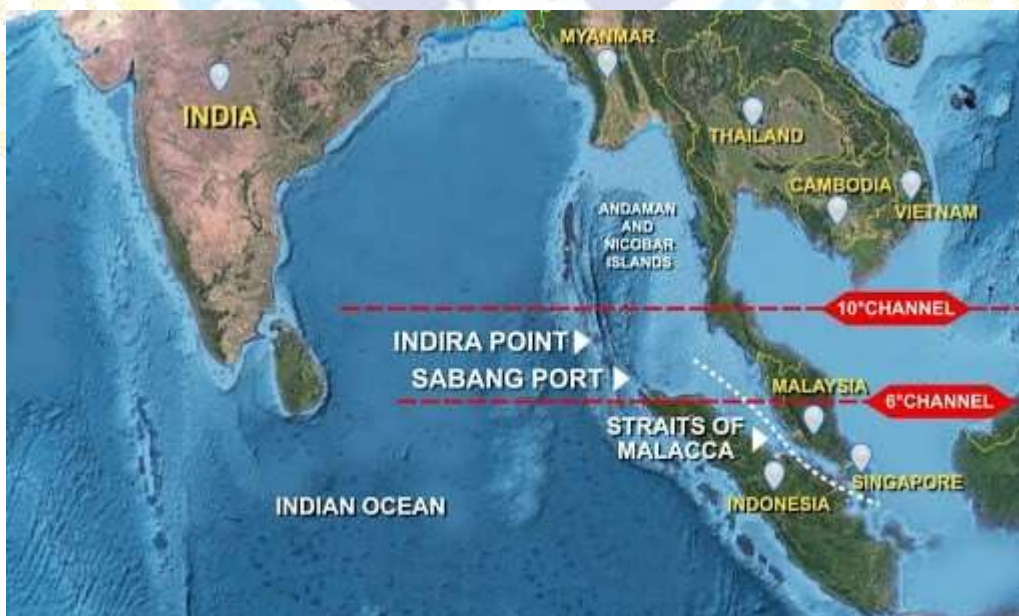 MYANMAR
INDIA
THAILAND
CAMBODIA
VIETNAM
ANDAMAN
AND
NICOBAR
ISLANDS
10°CHANNEL
INDIRA POINT
SABANG PORT
MALAYSIA
6°CHANNEL
STRAITS OF
MALACCA
SINGAPORE
INDONESIA
INDIAN OCEAN